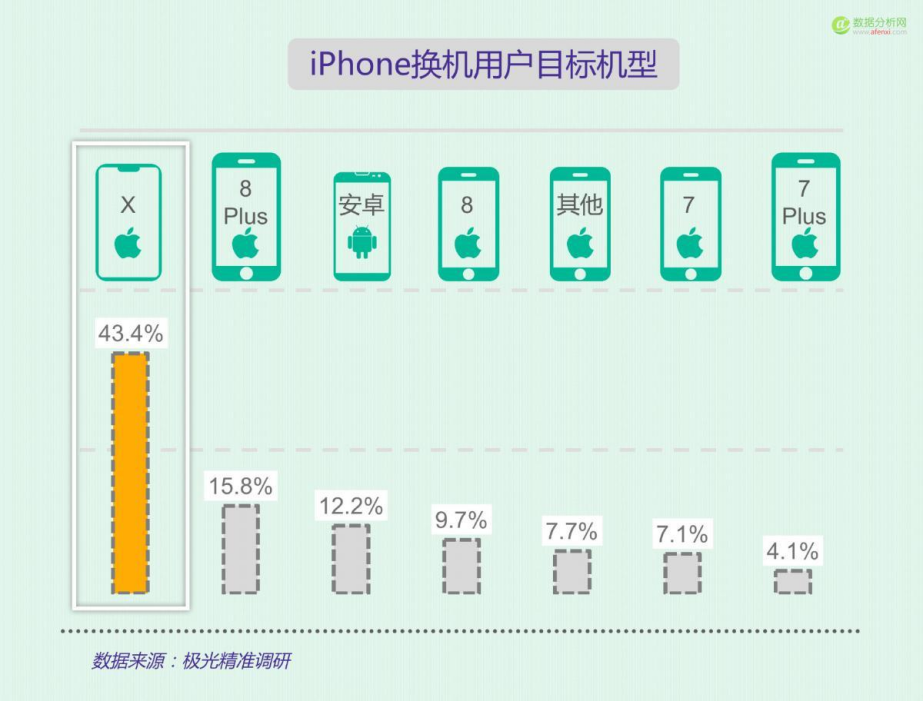 数据分析网
www.afenxi.com
iPhone换机用户目标机型
X
8
Plus
安卓
8
其他
7
7
Plus
43.4%
15.8%
12.2%
9.7%
7.7%
7.1%
4.1%
数据来源：极光精准调研